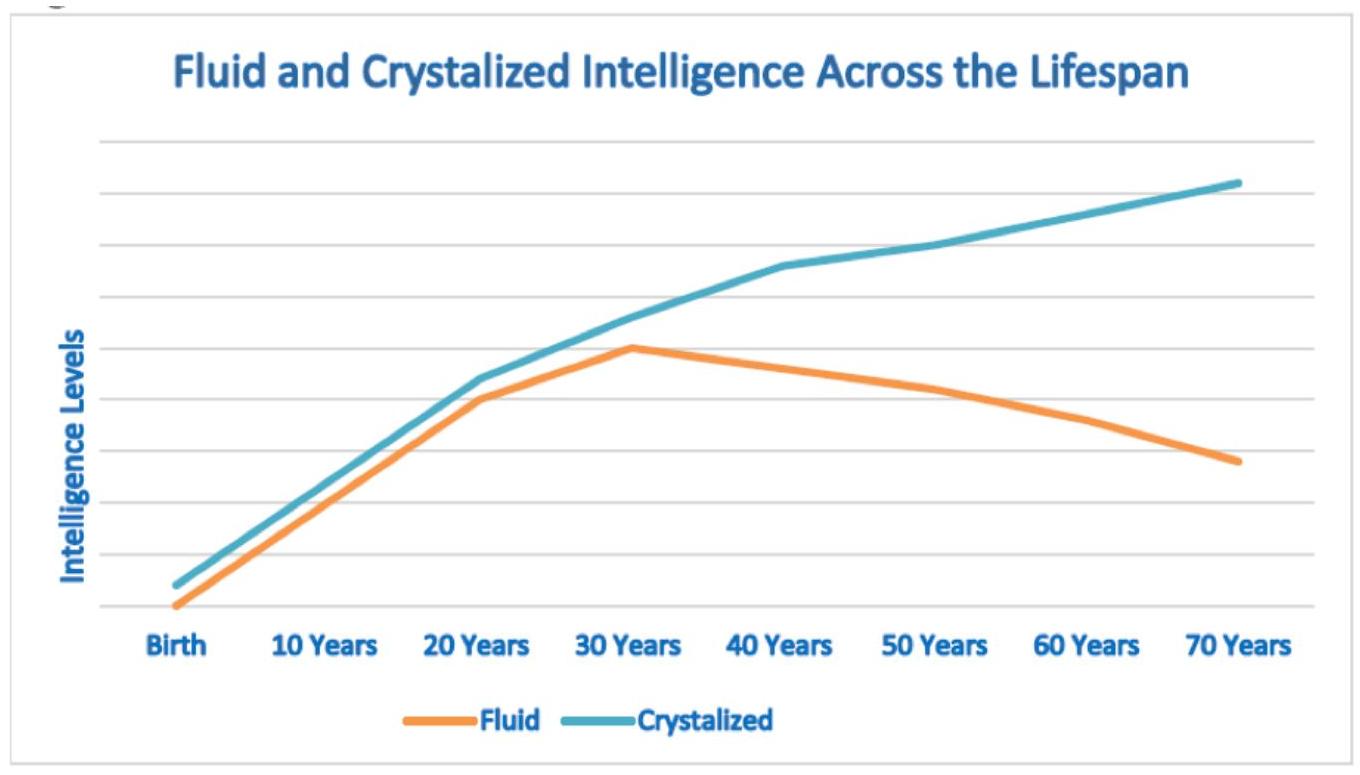 Fluid and Crystalized Intelligence Across the Lifespan
Intelligence Levels
Birth 10 Years 20 Years 30 Years 40 Years 50 Years 60 Years 70 Years
Fluid Crystalized